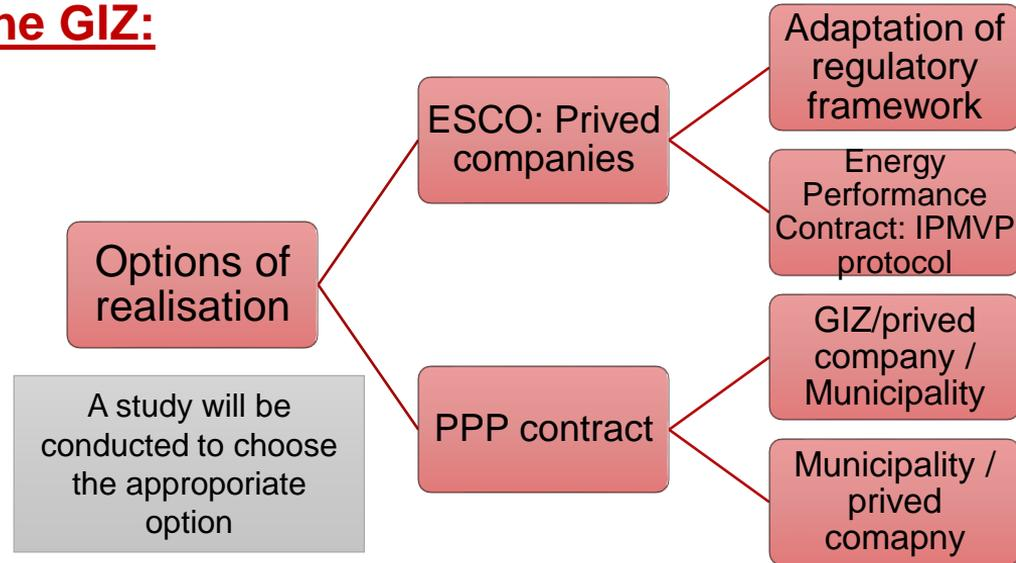 ne GIZ:
Adaptation of
regulatory
framework
ESCO: Prived
companies
Energy
Performance
Contract: IPMVP
protocol
Options of
realisation
GIZ/prived
company /
Municipality
A study will be
conducted to choose
the approporiate
option
PPP contract
Municipality /
prived
comapny